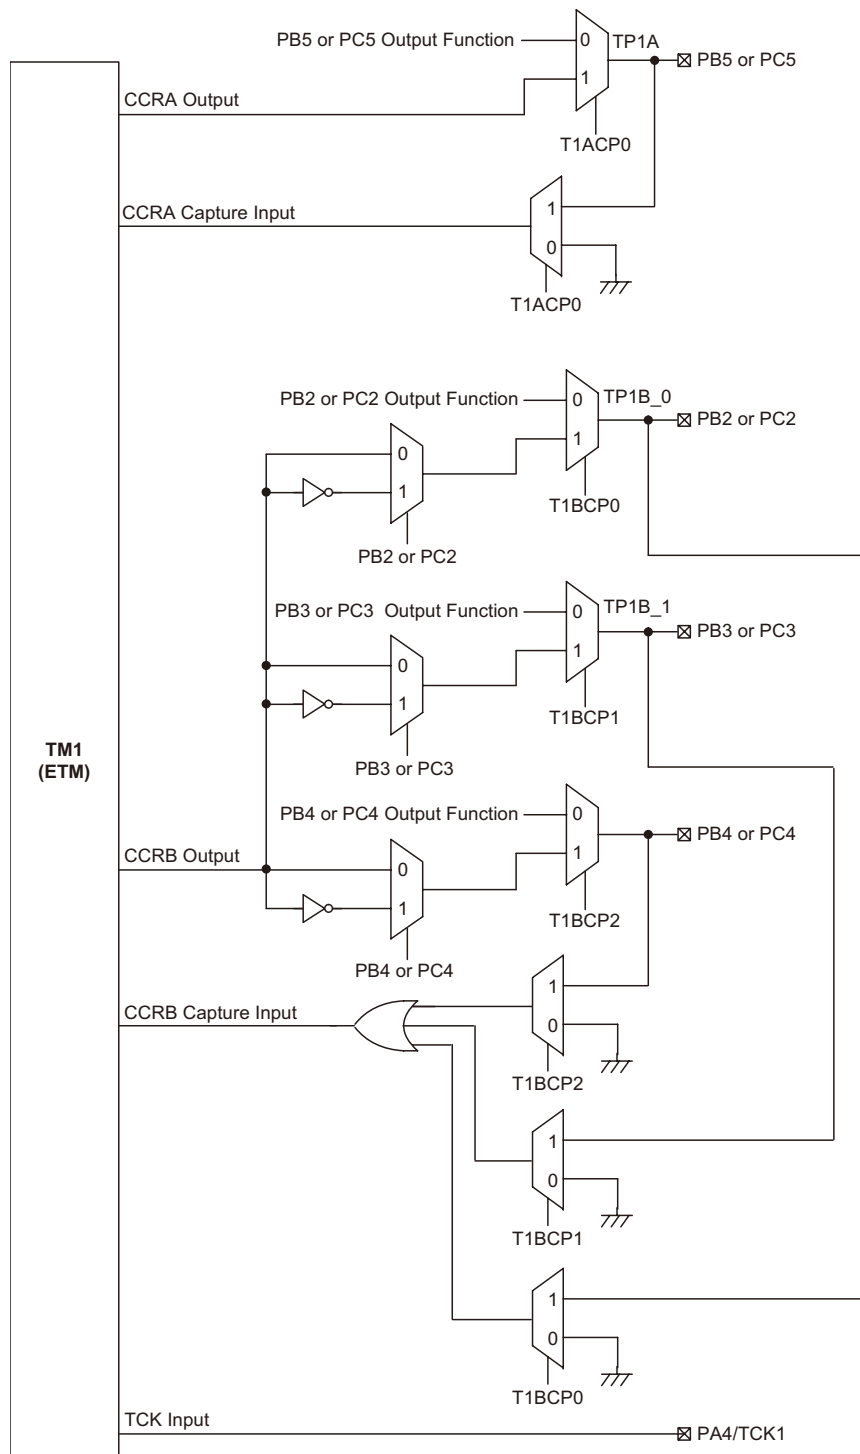 PB5 or PC5 Output Function
0
TP1A
PB5 or PC5
1
CCRA Output
T1ACP0
CCRA Capture Input
1
0
T1ACP0
PB2 or PC2 Output Function
0
TP1B_0
PB2 or PC2
0
1
1
T1BCP0
PB2 or PC2
PB3 or PC3 Output Function
0
TP1B_1
PB3 or PC3
0
1
1
T1BCP1
PB3 or PC3
TM1
(ETM)
PB4 or PC4 Output Function
0
PB4 or PC4
CCRB Output
0
1
1
T1BCP2
PB4 or PC4
CCRB Capture Input
1
0
T1BCP2
1
0
T1BCP1
1
0
T1BCP0
TCK Input
PA4/TCK1